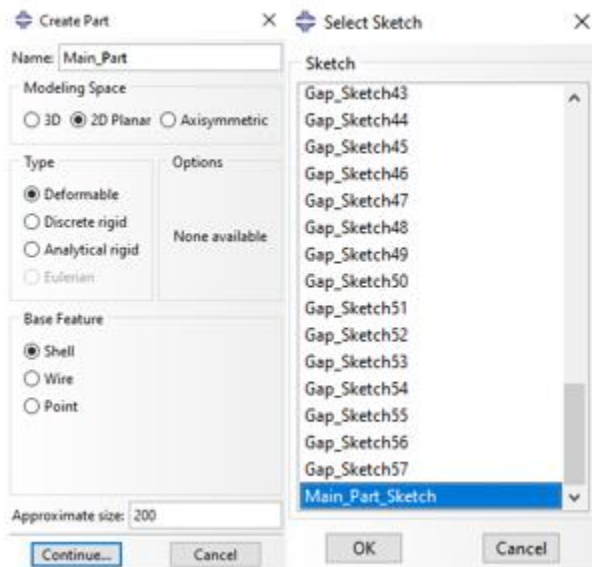 Create Part
Name: Main_Part
Modeling Space
3D 2D Planar Axisymmetric
Type
Deformable
Discrete rigid
Analytical rigid
Eulerian
Options
None available
Base Feature
Shell
Wire
Point
Approximate size: 200
Continue... Cancel
Select Sketch
Sketch
Gap_Sketch43
Gap_Sketch44
Gap_Sketch45
Gap_Sketch46
Gap_Sketch47
Gap_Sketch48
Gap_Sketch49
Gap_Sketch50
Gap_Sketch51
Gap_Sketch52
Gap_Sketch53
Gap_Sketch54
Gap_Sketch55
Gap_Sketch56
Gap_Sketch57
Main_Part_Sketch
OK Cancel